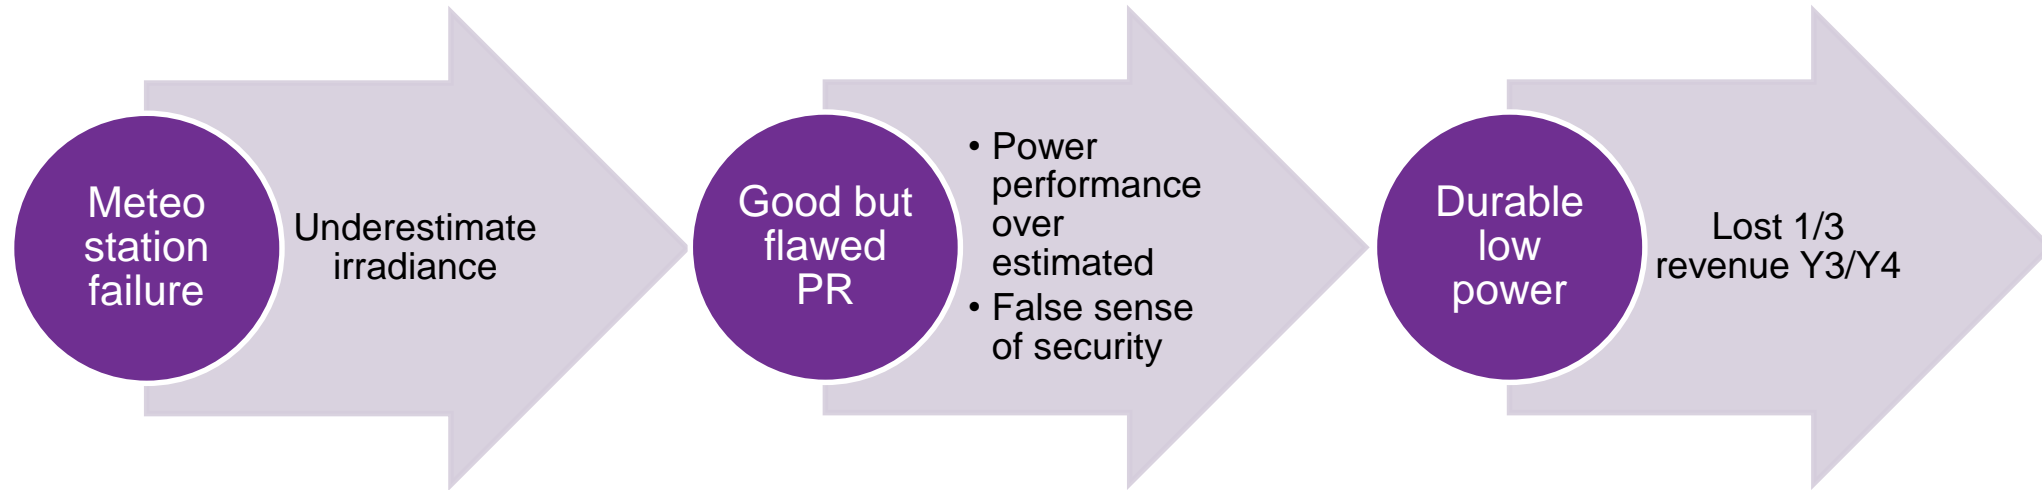 Meteo
station
failure
Underestimate
irradiance
Good but
flawed
PR
• Power
performance
over
estimated
• False sense
of security
Durable
low
power
Lost 1/3
revenue Y3/Y4